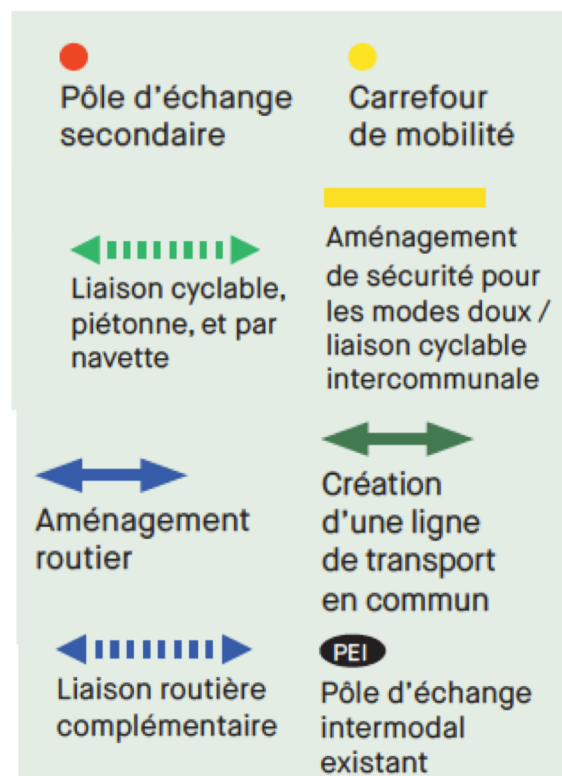 Pôle d'échange
secondaire
Carrefour
de mobilité
Liaison cyclable,
piétonne, et par
navette
Aménagement
de sécurité pour
les modes doux /
liaison cyclable
intercommunale
Aménagement
routier
Création
d'une ligne
de transport
en commun
Liaison routière
complémentaire
PEI
Pôle d'échange
intermodal
existant